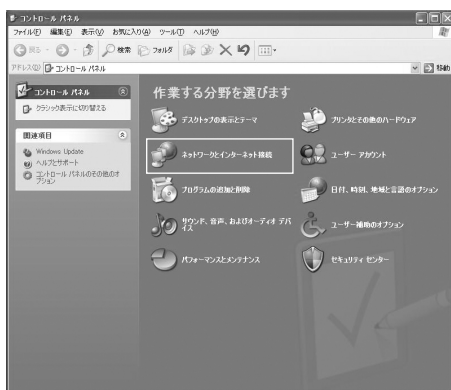 コントロール パネル
ファイル(F) 編集(E) 表示(V) お気に入り(A) ツール(T) ヘルプ(H)
戻る 検索 フォルダ
アドレス(D) コントロール パネル 移動
コントロール パネル
クラシック表示に切り替える
関連項目
Windows Update
ヘルプとサポート
コントロール パネルのその他のオ
プション
作業する分野を選びます
デスクトップの表示とテーマ
プリンタとその他のハードウェア
ネットワークとインターネット接続
ユーザー アカウント
プログラムの追加と削除
日付、時刻、地域と言語のオプション
サウンド、音声、およびオーディオ デバ
イス
ユーザー補助のオプション
パフォーマンスとメンテナンス
セキュリティ センター